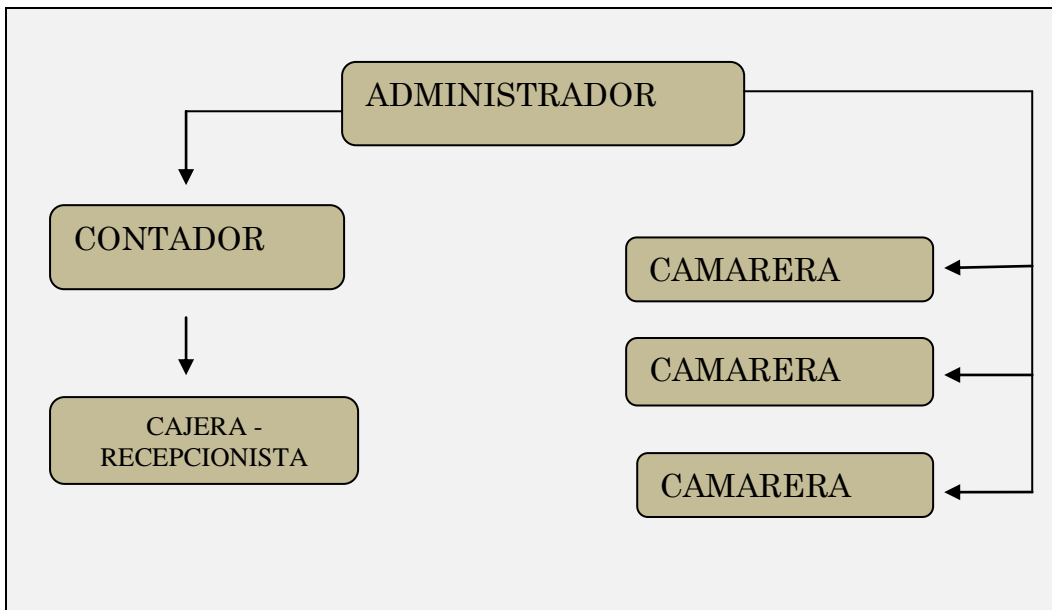 ADMINISTRADOR
CONTADOR
CAMARERA
CAMARERA
CAJERA -
RECEPCIONISTA
CAMARERA